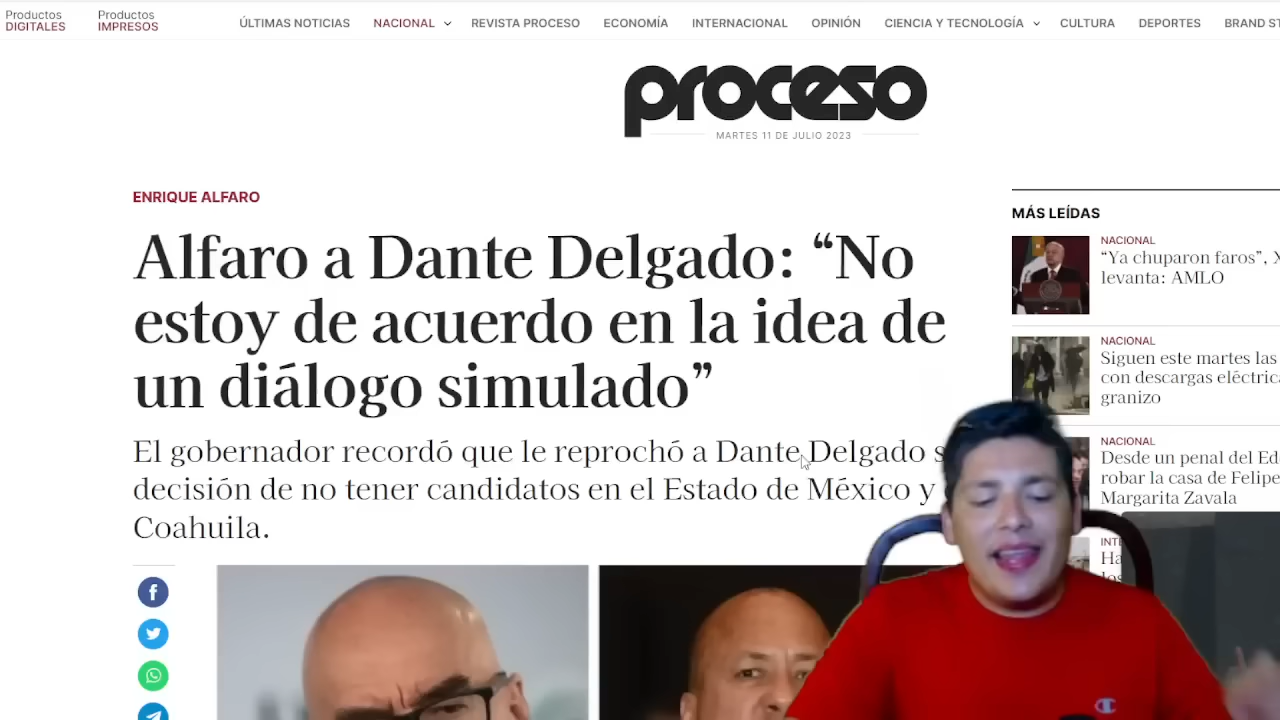 Productos
DIGITALES
Productos
IMPRESOS
ÚLTIMAS NOTICIAS
NACIONAL
REVISTA PROCESO
ECONOMÍA
INTERNACIONAL
OPINIÓN
CIENCIA Y TECNOLOGÍA
CULTURA
DEPORTES
BRAND
proceso
MARTES 11 DE JULIO 2023
ENRIQUE ALFARO
Alfaro a Dante Delgado: “No
estoy de acuerdo en la idea de
un diálogo simulado”
El gobernador recordó que le reprochó a Dante Delgado
decisión de no tener candidatos en el Estado de México y
Coahuila.
MÁS LEÍDAS
NACIONAL
“Ya chuparon faros”,
levanta: AMLO
NACIONAL
Siguen este martes las
con descargas
granizo
NACIONAL
Desde un penal del
robar la casa de Felipe
Margarita Zavala